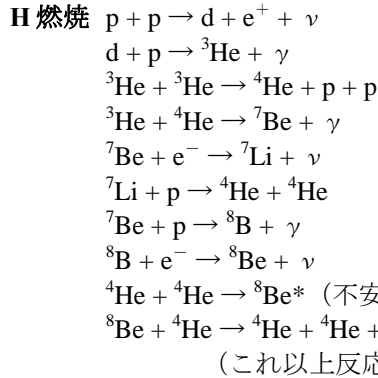 H 燃焼 p + p → d + e⁺ + ν
d + p → ³He + γ
³He + ³He → ⁴He + p + p
³He + ⁴He → ⁷Be + γ
⁷Be + e⁻ → ⁷Li + ν
⁷Li + p → ⁴He + ⁴He
⁷Be + p → ⁸B + γ
⁸B + e⁻ → ⁸Be + ν
⁴He + ⁴He → ⁸Be* （不安
⁸Be + ⁴He → ⁴He + ⁴He +
（これ以上反応